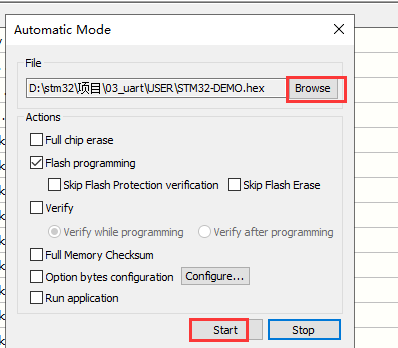 Automatic Mode
File
D:\stm32\项目\03_uart\USER\STM32-DEMO.hex
Browse
Actions
Full chip erase
Flash programming
Skip Flash Protection verification
Skip Flash Erase
Verify
Verify while programming
Verify after programming
Full Memory Checksum
Option bytes configuration
Configure...
Run application
Start
Stop